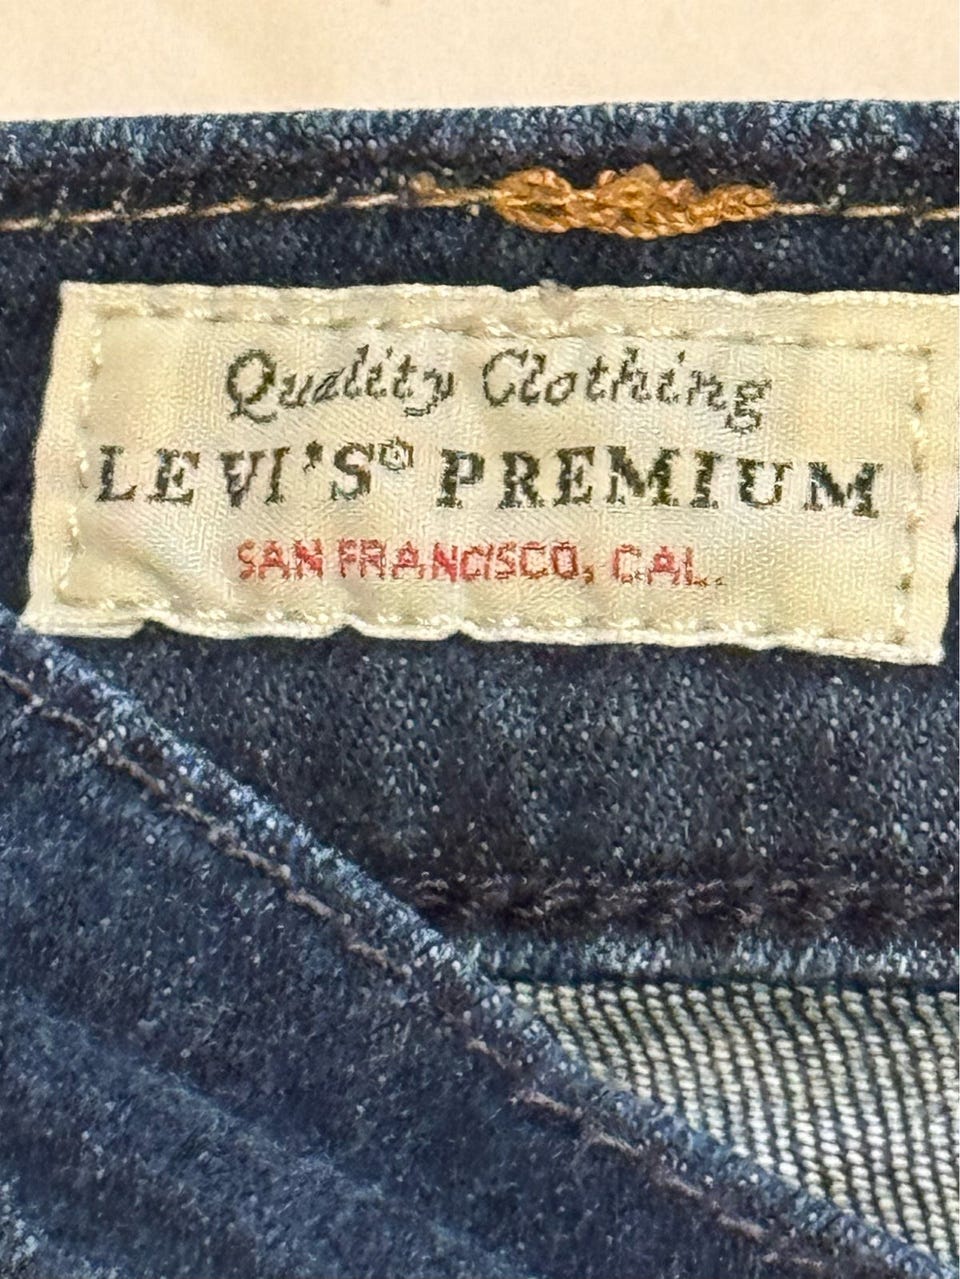 Quality Clothing
LEVI'S® PREMIUM
SAN FRANCISCO, CAL.